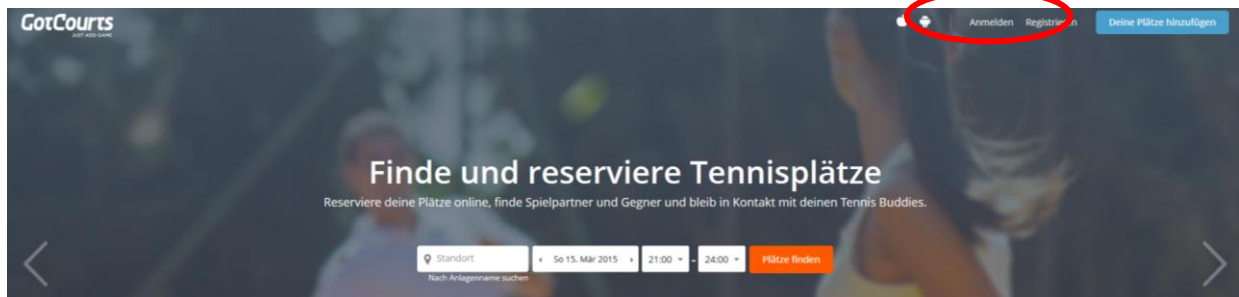 GotCourts
JUST ADD GAME
Anmelden Registrieren Deine Plätze hinzufügen
Finde und reserviere Tennisplätze
Reserviere deine Plätze online, finde Spielpartner und Gegner und bleib in Kontakt mit deinen Tennis Buddies.
Standort ‹ So 15. Mär 2015 › 21:00 - 24:00 Plätze finden
Nach Anlagenname suchen